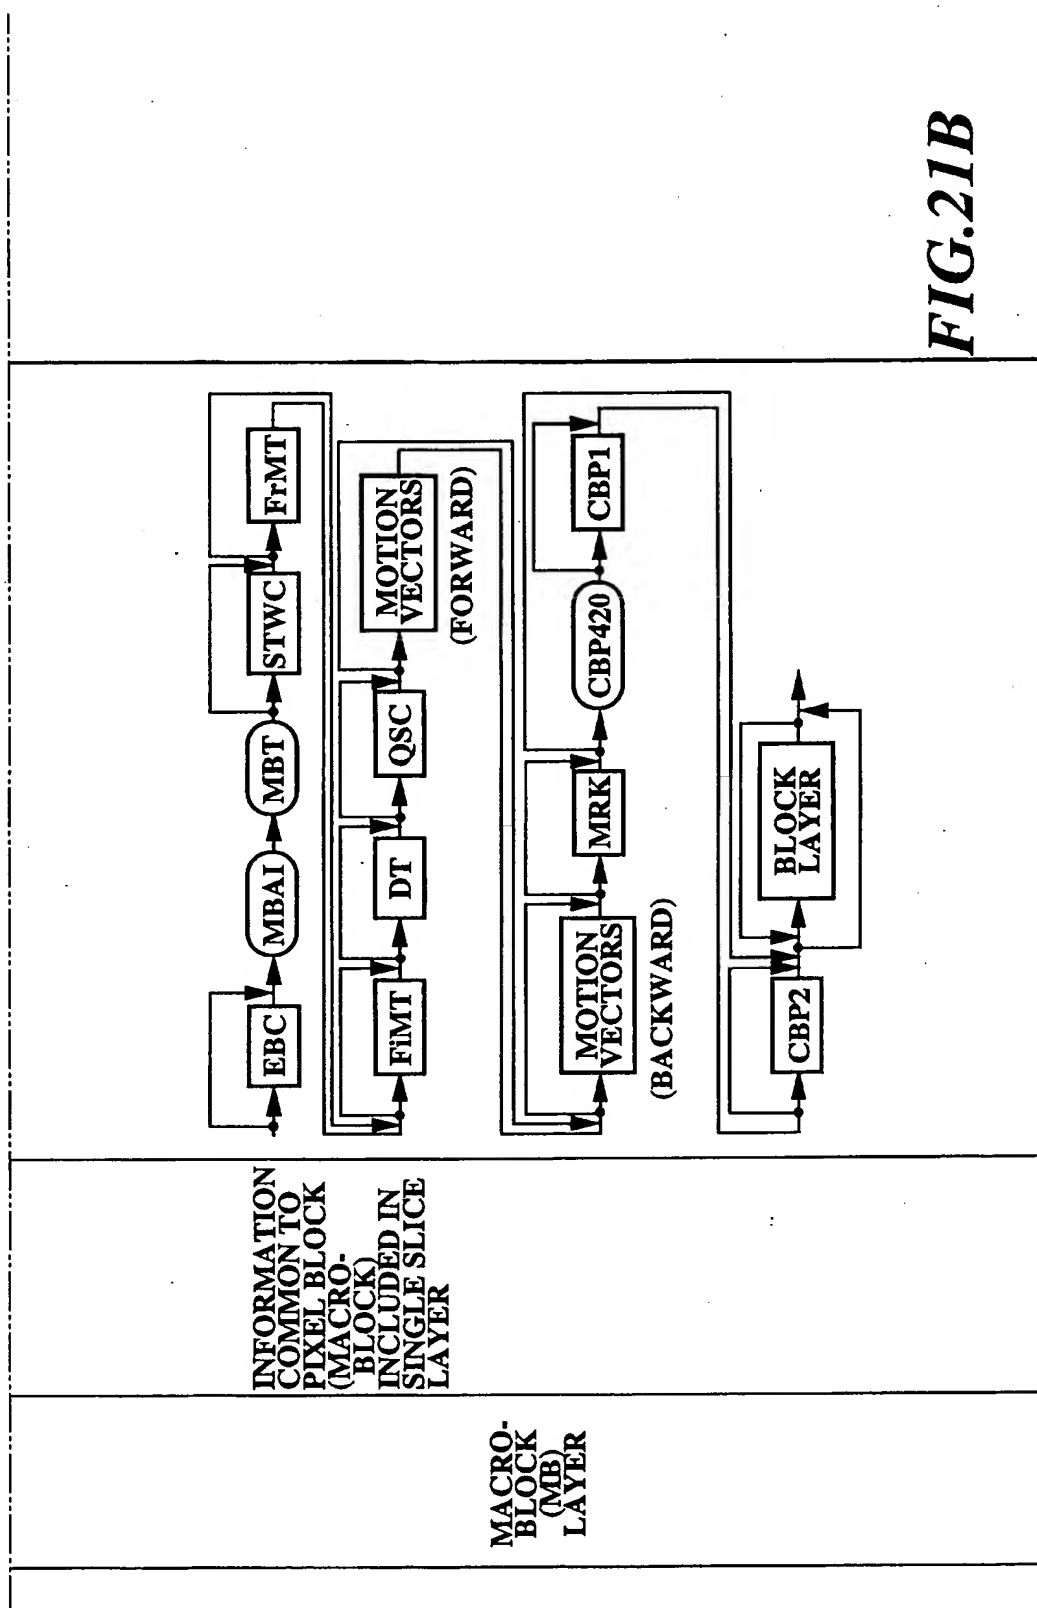 MACRO-
BLOCK
(MB)
LAYER
INFORMATION
COMMON TO
PIXEL BLOCK
(MACRO-
BLOCK)
INCLUDED IN
SINGLE SLICE
LAYER
EBC
MBAI
MBT
STWC
FrMT
FiMT
DT
QSC
MOTION
VECTORS
(FORWARD)
MOTION
VECTORS
(BACKWARD)
MRK
CBP420
CBP1
CBP2
BLOCK
LAYER
FIG.21B